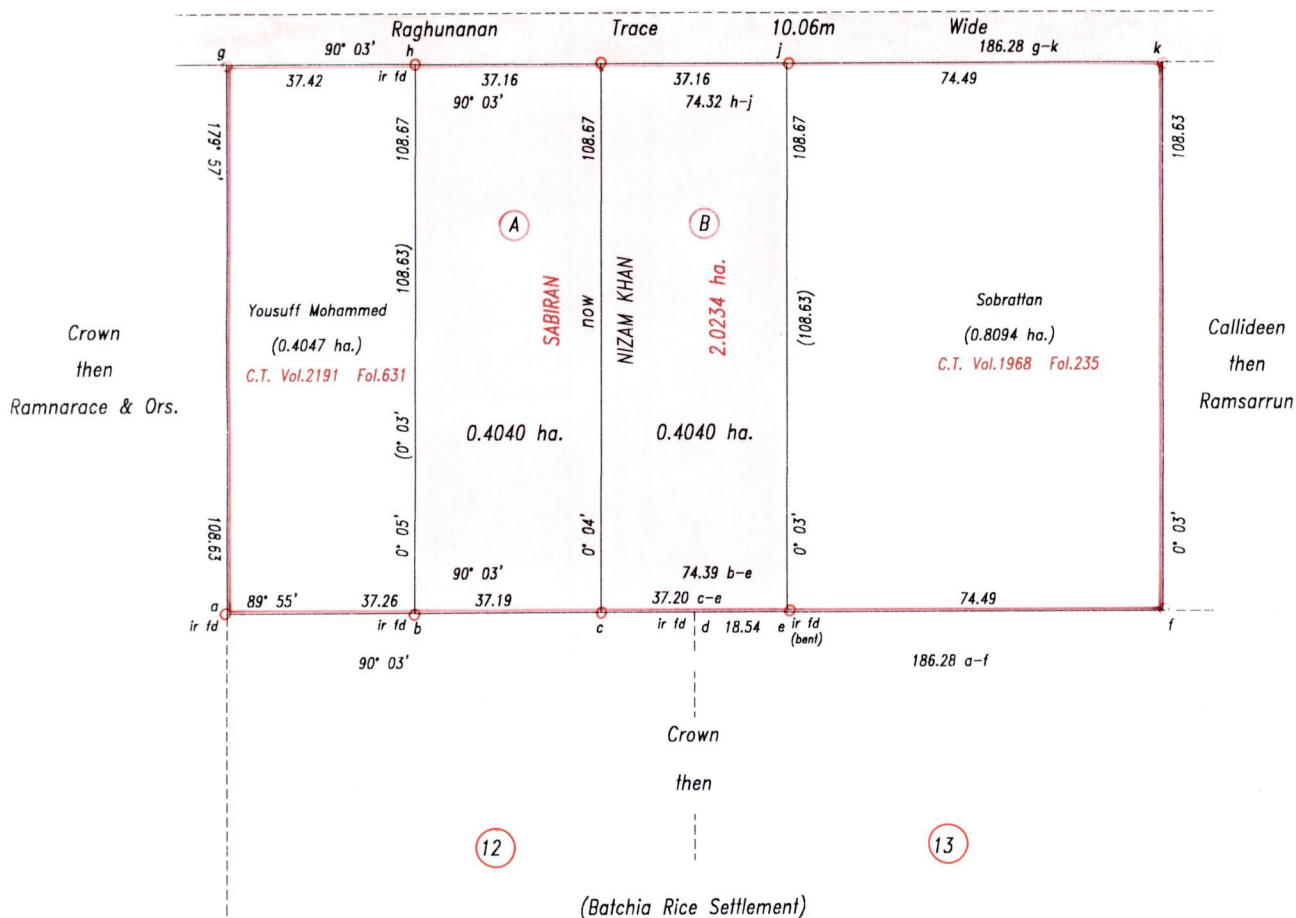 Raghunanan Trace 10.06m Wide
g 90° 03' h j 186.28 g-k k
37.42 ir fd 37.16 37.16 74.49
90° 03' 74.32 h-j
179° 57' 108.67 108.67 108.67 108.63
A B
(108.63) (108.63)
SABIRAN now NIZAM KHAN 2.0234 ha.
Yousuff Mohammed
(0.4047 ha.)
C.T. Vol.2191 Fol.631
Sobrattan
(0.8094 ha.)
C.T. Vol.1968 Fol.235
Crown
then
Ramnarace & Ors.
Callideen
then
Ramsarrun
0.4040 ha. 0.4040 ha.
(0° 03')
108.63 0° 05' 0° 04' 0° 03' 0° 03'
90° 03' 74.39 b-e
a 89° 55' 37.26 37.19 37.20 c-e 74.49
ir fd ir fd b c ir fd d 18.54 e ir fd (bent) f
90° 03' 186.28 a-f
Crown
then
12 13
(Batchia Rice Settlement)